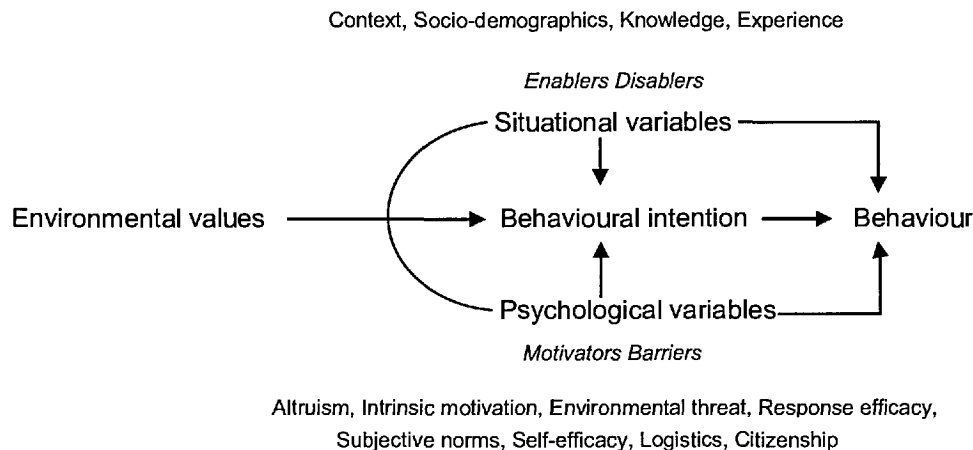 Context, Socio-demographics, Knowledge, Experience
Enablers Disablers
Situational variables
Environmental values
Behavioural intention
Behaviour
Psychological variables
Motivators Barriers
Altruism, Intrinsic motivation, Environmental threat, Response efficacy,
Subjective norms, Self-efficacy, Logistics, Citizenship